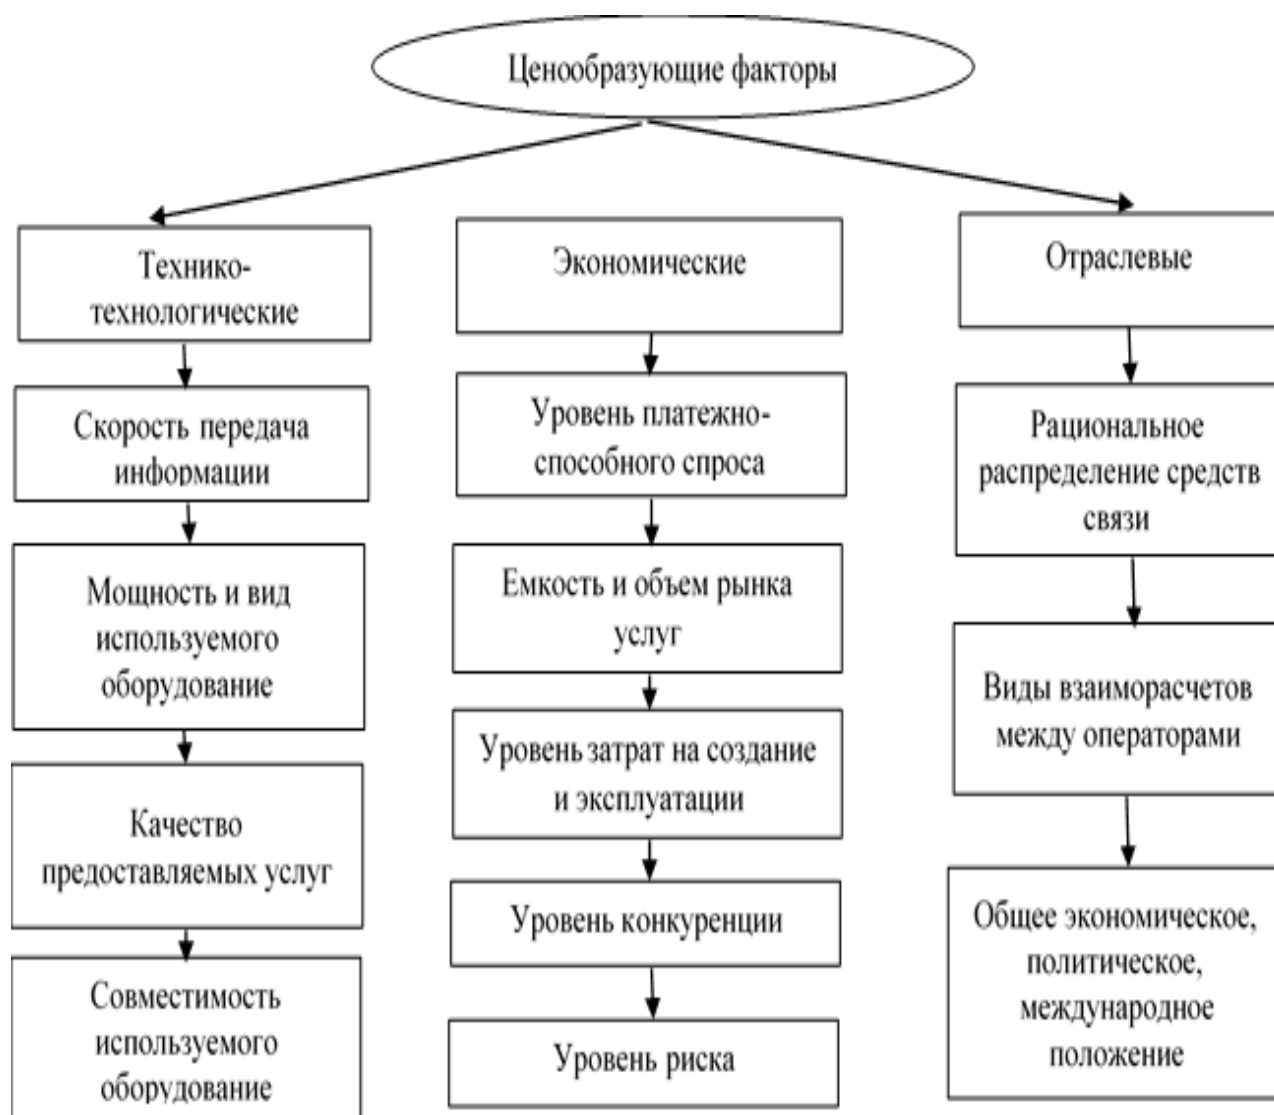 Ценообразующие факторы
Технико-
технологические
Скорость передача
информации
Мощность и вид
используемого
оборудование
Качество
предоставляемых услуг
Совместимость
используемого
оборудование
Экономические
Уровень платежно-
способного спроса
Емкость и объем рынка
услуг
Уровень затрат на создание
и эксплуатации
Уровень конкуренции
Уровень риска
Отраслевые
Рациональное
распределение средств
связи
Виды взаиморасчетов
между операторами
Общее экономическое,
политическое,
международное
положение